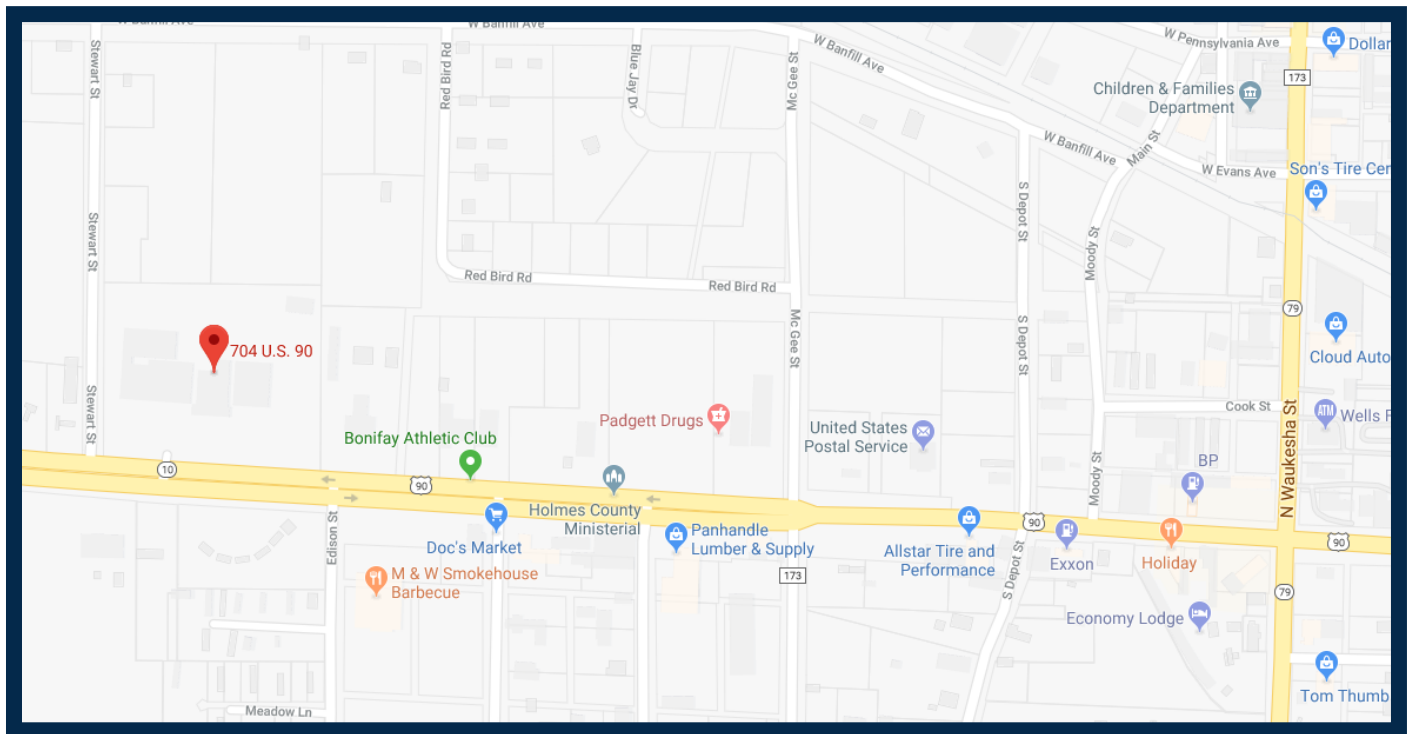 W Banfill Ave
W Banfill Ave
W Banfill Ave
W Pennsylvania Ave
Dollar
173
Stewart St
Red Bird Rd
Blue Jay Dr
Mc Gee St
Children & Families
Department
W Banfill Ave
Main St
W Evans Ave
Son's Tire Cer
Stewart St
S Depot St
Moody St
Red Bird Rd
Red Bird Rd
79
Mc Gee St
S Depot St
704 U.S. 90
Cloud Auto
Stewart St
Cook St
ATM
Wells F
N Waukesha St
Padgett Drugs
United States
Postal Service
Bonifay Athletic Club
Moody St
BP
10
90
Holmes County
Ministerial
Edison St
Doc's Market
Panhandle
Lumber & Supply
90
Allstar Tire and
Performance
S Depot St
Exxon
Holiday
90
M & W Smokehouse
Barbecue
173
79
Economy Lodge
Tom Thumb
Meadow Ln